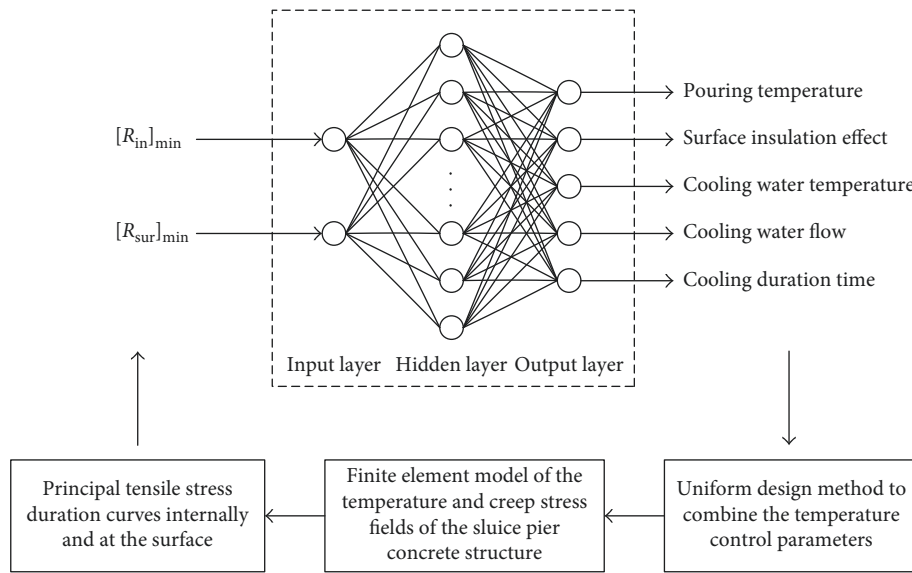 [R_in]_min
[R_sur]_min
Pouring temperature
Surface insulation effect
Cooling water temperature
Cooling water flow
Cooling duration time
Input layer Hidden layer Output layer
Principal tensile stress
duration curves internally
and at the surface
Finite element model of the
temperature and creep stress
fields of the sluice pier
concrete structure
Uniform design method to
combine the temperature
control parameters